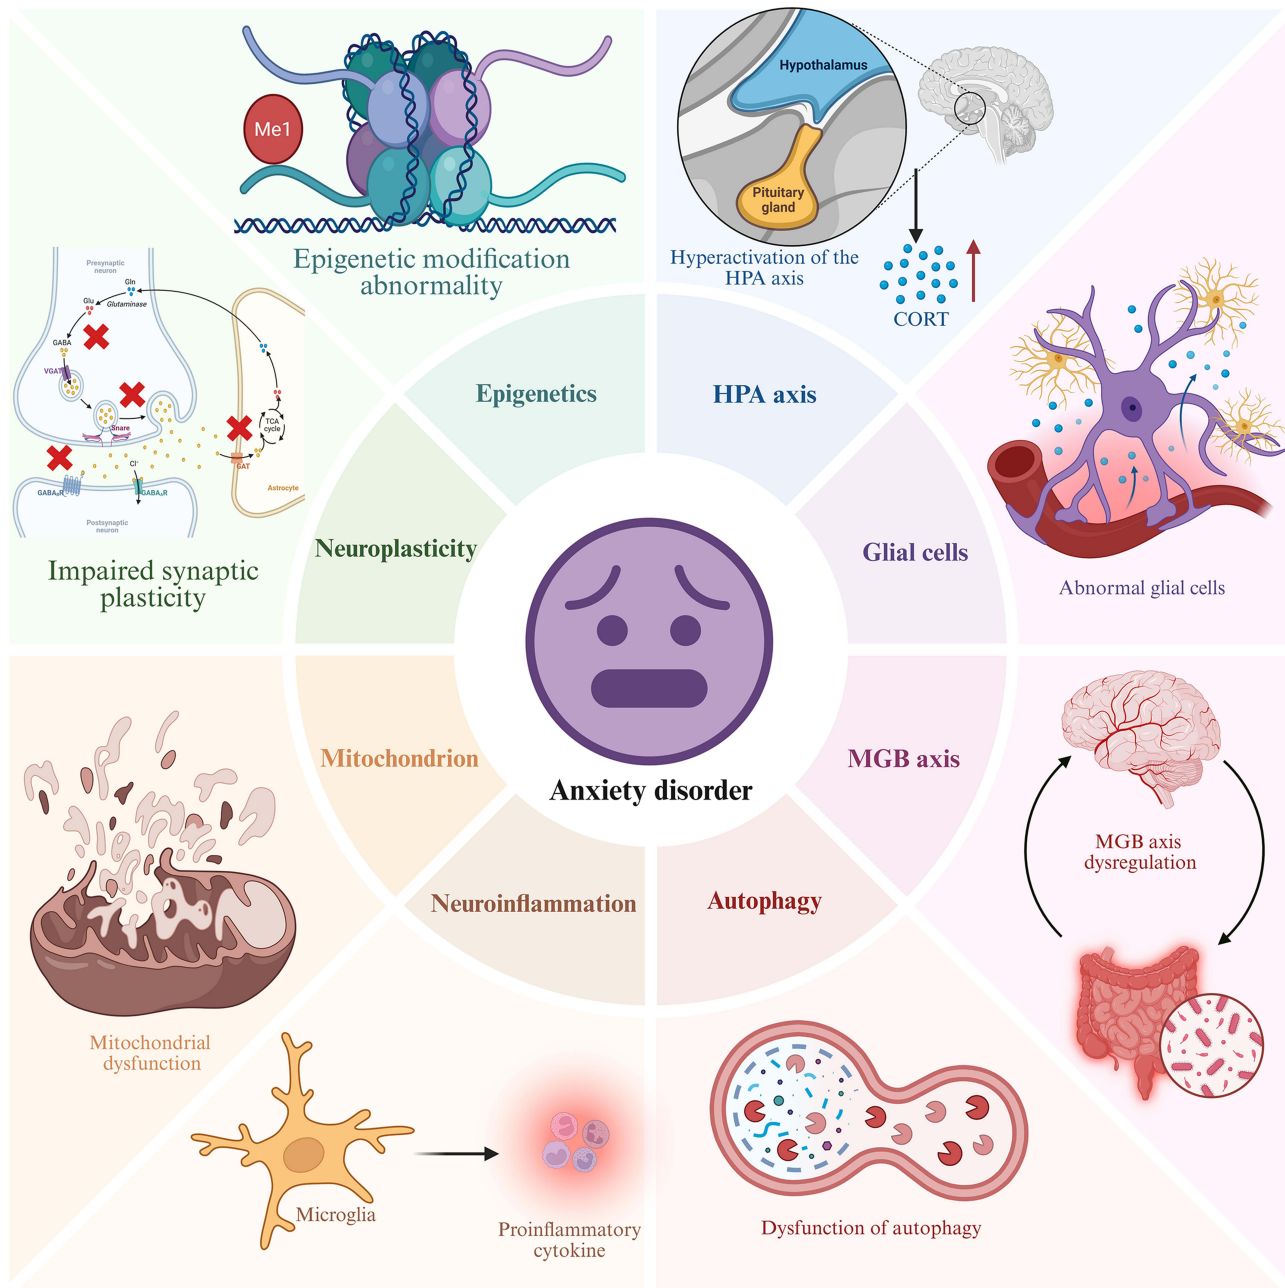 Me1
Epigenetic modification
abnormality
Hypothalamus
Pituitary
gland
Hyperactivation of the
HPA axis
CORT
Presynaptic
neuron
Gln
Glu
Glutaminase
GABA
VGAT
Snare
TCA
cycle
GAT
Cl⁻
GABA_BR
GABA_AR
Astrocyte
Postsynaptic
neuron
Impaired synaptic
plasticity
Abnormal glial cells
Epigenetics
HPA axis
Neuroplasticity
Glial cells
Mitochondrion
MGB axis
Anxiety disorder
Neuroinflammation
Autophagy
MGB axis
dysregulation
Mitochondrial
dysfunction
Microglia
Proinflammatory
cytokine
Dysfunction of autophagy